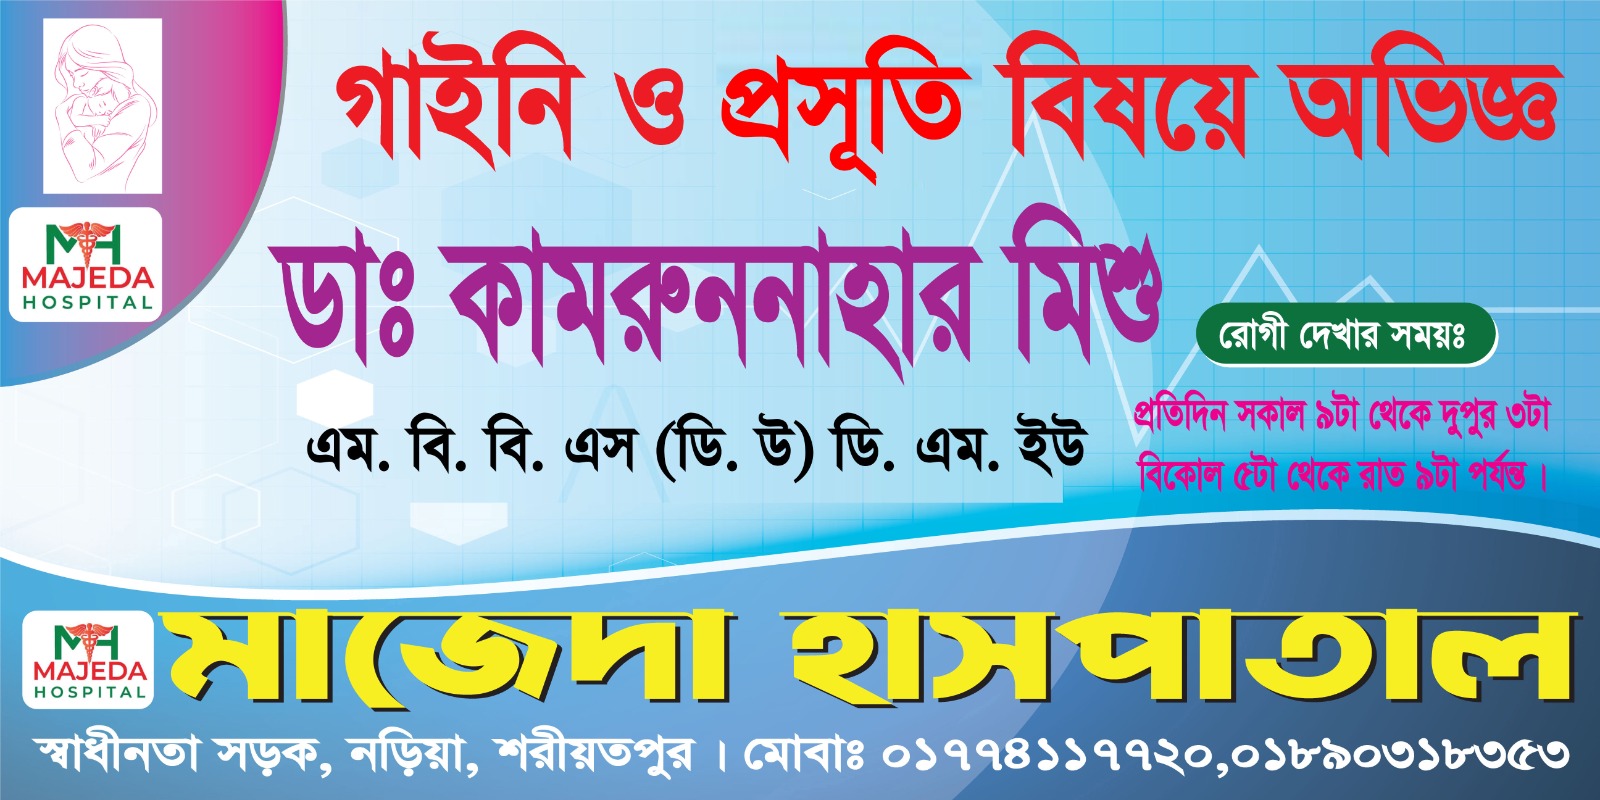 গাইনি ও প্রসূতি বিষয়ে অভিজ্ঞ
MH
MAJEDA
HOSPITAL
ডাঃ কামরুননাহার মিশু
রোগী দেখার সময়ঃ
প্রতিদিন সকাল ৯টা থেকে দুপুর ৩টা
বিকোল ৫টা থেকে রাত ৯টা পর্যন্ত।
এম. বি. বি. এস (ডি. উ) ডি. এম. ইউ
MH
MAJEDA
HOSPITAL
মাজেদা হাসপাতাল
স্বাধীনতা সড়ক, নড়িয়া, শরীয়তপুর। মোবাঃ ০১৭৭৪১১৭৭২০,০১৮৯০৩১৮৩৫৩